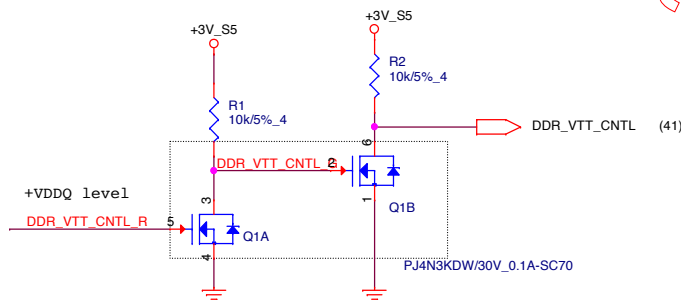 +3V_S5
+3V_S5
R2
10k/5%_4
R1
10k/5%_4
6
DDR_VTT_CNTL (41)
DDR_VTT_CNTL_G
2
+VDDQ level
3
1
Q1B
DDR_VTT_CNTL_R
5
Q1A
4
PJ4N3KDW/30V_0.1A-SC70